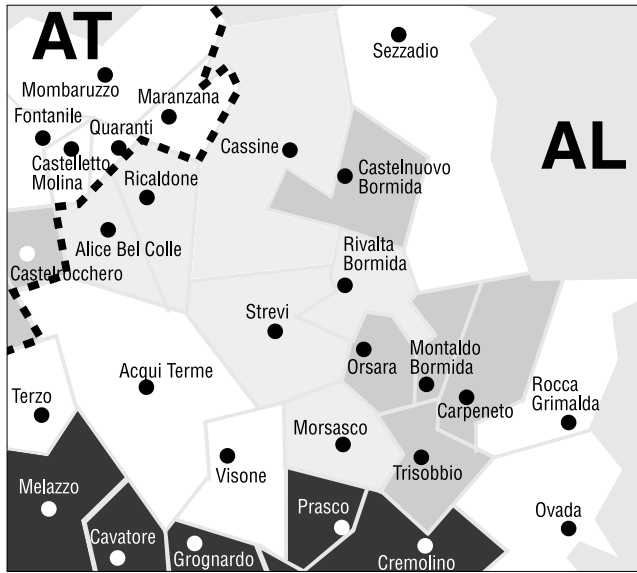 AT
Sezzadio
Mombaruzzo
Maranzana
Fontanile
Quaranti
AL
Cassine
Castelletto
Molina
Castelnuovo
Bormida
Ricaldone
Alice Bel Colle
Rivalta
Bormida
Castelrocchero
Strevi
Orsara
Montaldo
Bormida
Acqui Terme
Rocca
Grimalda
Terzo
Carpeneto
Morsasco
Visone
Trisobbio
Melazzo
Prasco
Ovada
Cavatore
Grognardo
Cremolino